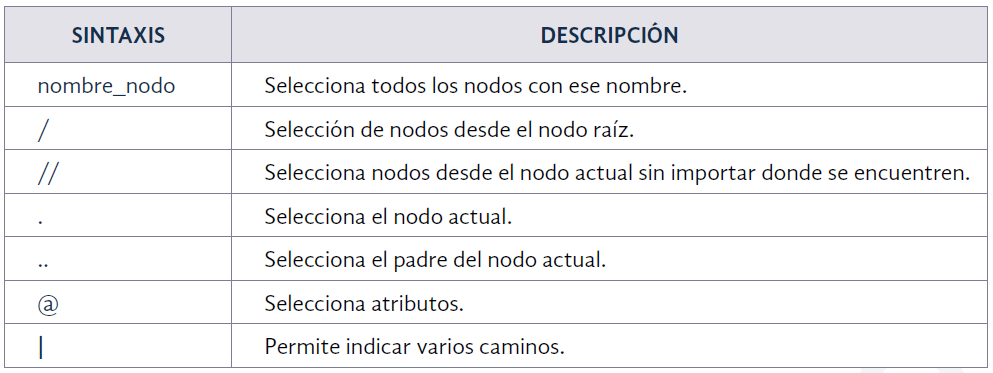 SINTAXIS DESCRIPCIÓN
nombre_nodo Selecciona todos los nodos con ese nombre.
/ Selección de nodos desde el nodo raíz.
// Selecciona nodos desde el nodo actual sin importar donde se encuentren.
. Selecciona el nodo actual.
.. Selecciona el padre del nodo actual.
@ Selecciona atributos.
| Permite indicar varios caminos.